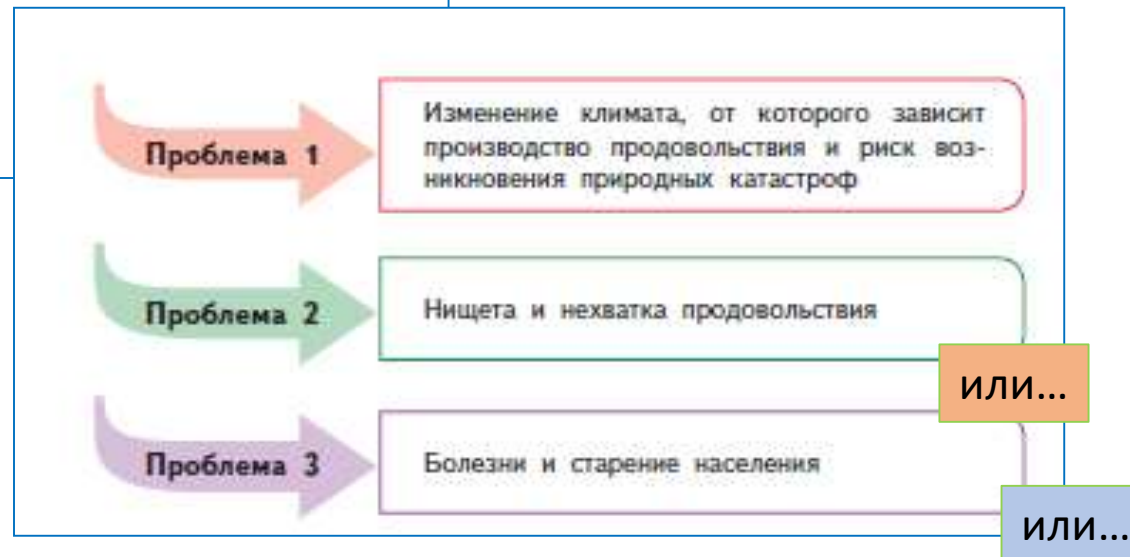 Проблема 1
Изменение климата, от которого зависит
производство продовольствия и риск воз-
никновения природных катастроф
Проблема 2
Нищета и нехватка продовольствия
или...
Проблема 3
Болезни и старение населения
или...